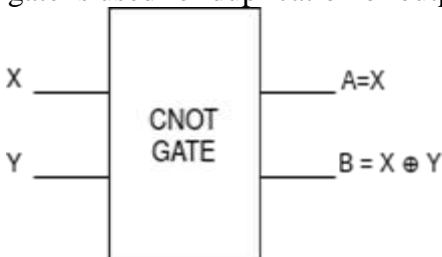 X
A=X
CNOT
GATE
Y
B = X ⊕ Y